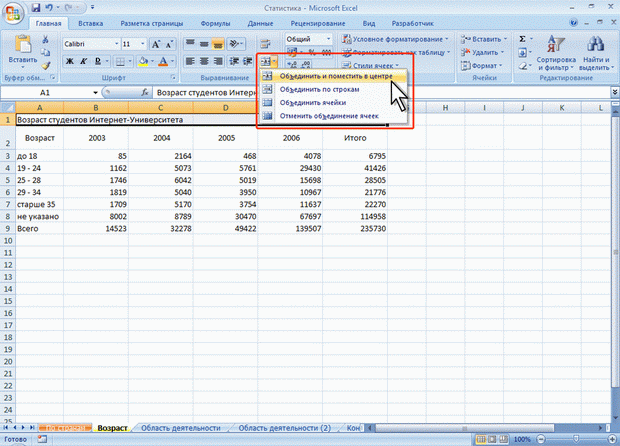 Статистика - Microsoft Excel
Главная Вставка Разметка страницы Формулы Данные Рецензирование Вид Разработчик
Вставить
Calibri 11
Ж К Ч
Общий
% 000
Условное форматирование
Форматировать как таблицу
Стили ячеек
Вставить
Удалить
Формат
Сортировка и фильтр
Найти и выделить
Буфер обм... Шрифт Выравнивание Ячейки Редактирование
Объединить и поместить в центре
Объединить по строкам
Объединить ячейки
Отменить объединение ячеек
A1 fx Возраст студентов Интер
A B C D G H I J K L
1 Возраст студентов Интернет-Университета
2 Возраст 2003 2004 2005 2006 Итого
3 до 18 85 2164 468 4078 6795
4 19 - 24 1162 5073 5761 29430 41426
5 25 - 28 1746 6042 5019 15698 28505
6 29 - 34 1819 5040 3950 10967 21776
7 старше 35 1709 5170 3754 11637 22270
8 не указано 8002 8789 30470 67697 114958
9 Всего 14523 32278 49422 139507 235730
10
11
12
13
14
15
16
17
18
19
20
21
22
23
24
25
по странам Возраст Область деятельности Область деятельности (2) Кон
Готово 100%